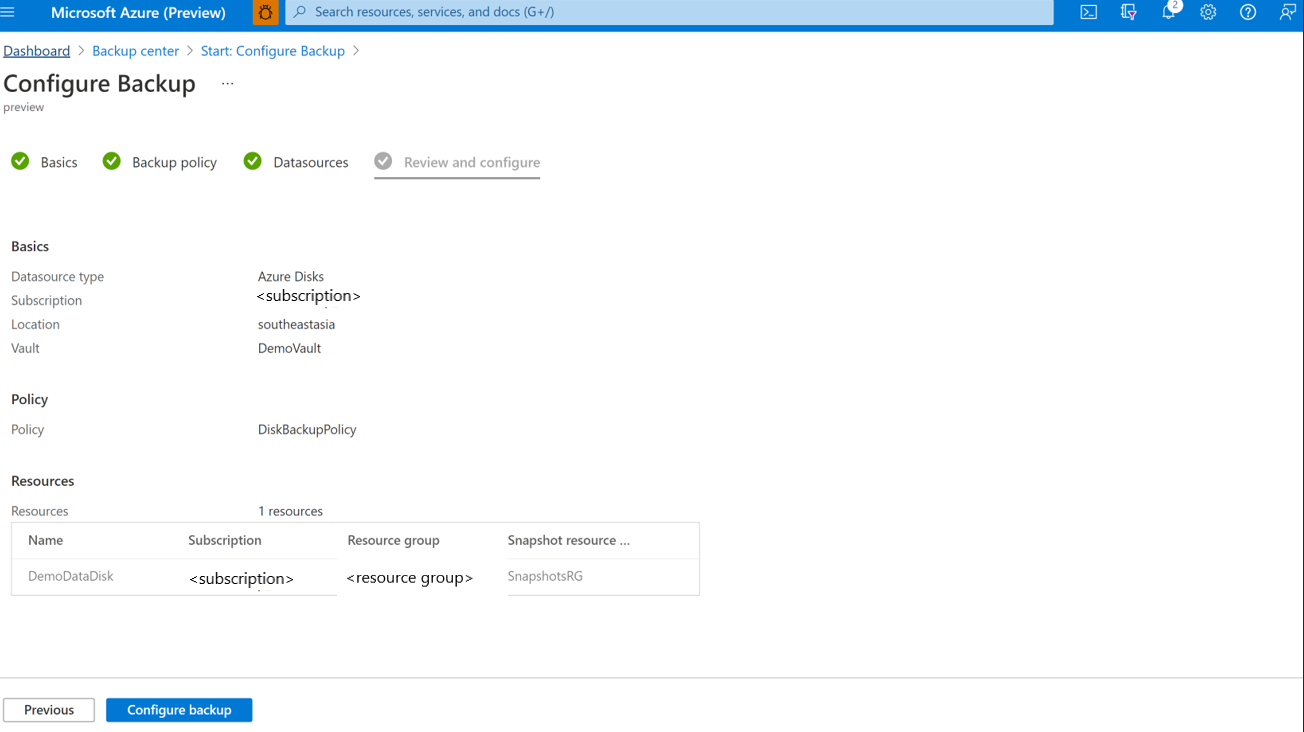 Microsoft Azure (Preview) Search resources, services, and docs (G+/) 2
Dashboard > Backup center > Start: Configure Backup >
Configure Backup ...
preview
Basics Backup policy Datasources Review and configure
Basics
Datasource type Azure Disks
Subscription <subscription>
Location southeastasia
Vault DemoVault
Policy
Policy DiskBackupPolicy
Resources
Resources 1 resources
Name Subscription Resource group Snapshot resource ...
DemoDataDisk <subscription> <resource group> SnapshotsRG
Previous Configure backup